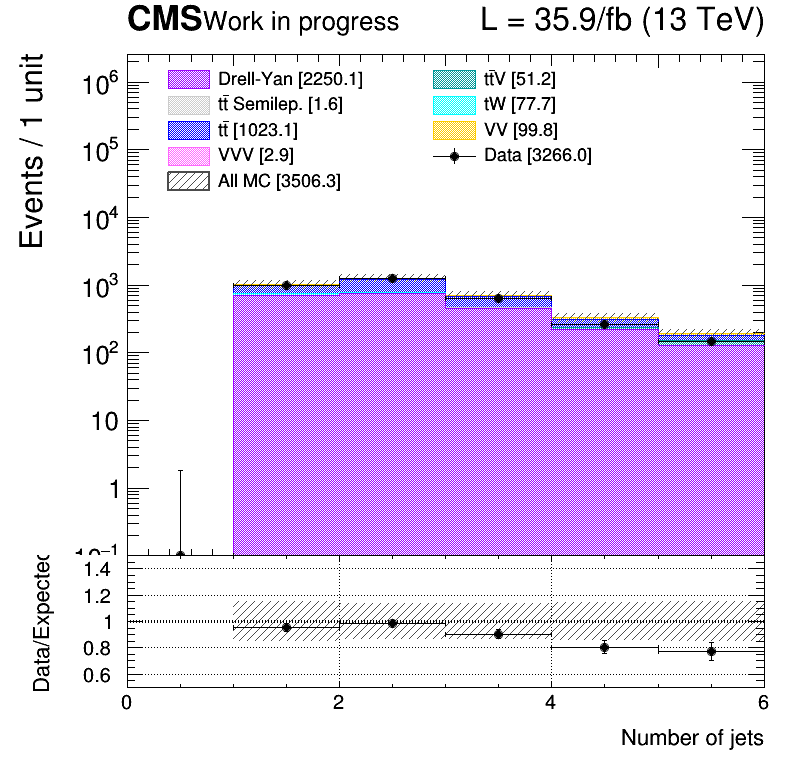 CMS Work in progress L = 35.9/fb (13 TeV)
Events / 1 unit
Drell-Yan [2250.1]
tt̄ Semilep. [1.6]
tt̄ [1023.1]
VVV [2.9]
All MC [3506.3]
tt̄V [51.2]
tW [77.7]
VV [99.8]
Data [3266.0]
10⁶
10⁵
10⁴
10³
10²
10
1
10⁻¹
Data/Expected
1.4
1.2
1
0.8
0.6
0 2 4 6
Number of jets